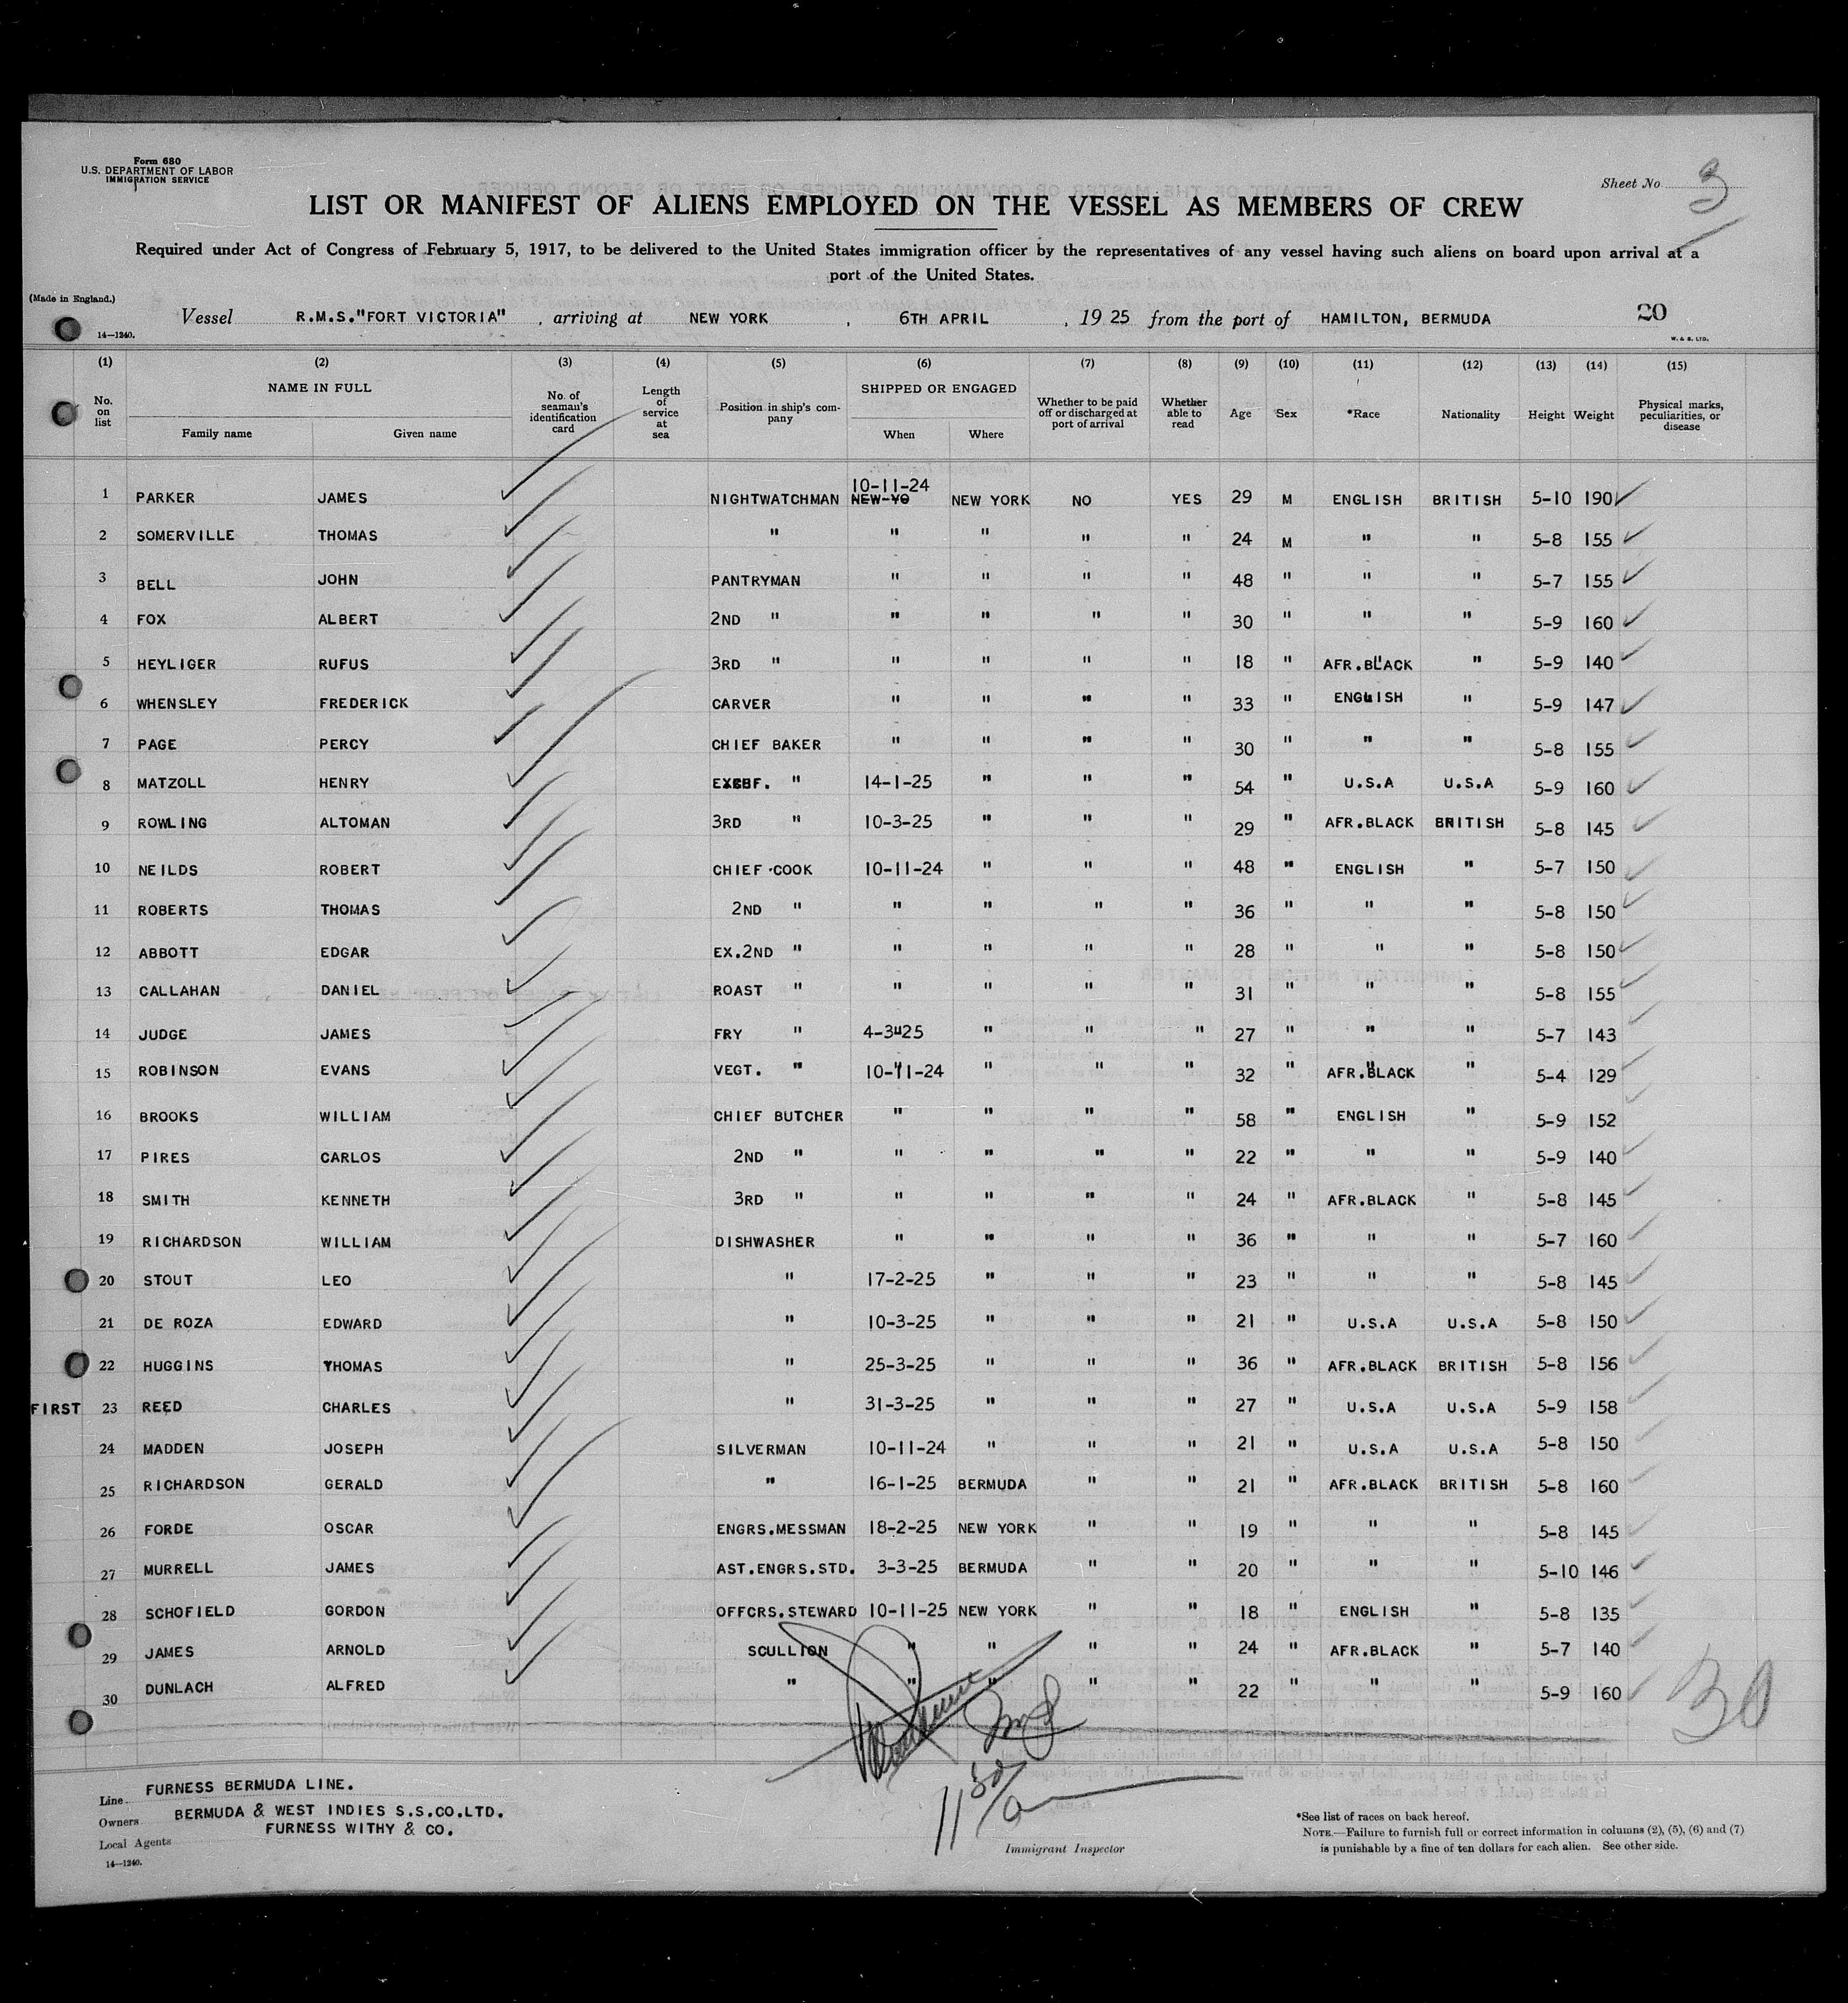 Form 680
U.S. DEPARTMENT OF LABOR
IMMIGRATION SERVICE
Sheet No. 3
LIST OR MANIFEST OF ALIENS EMPLOYED ON THE VESSEL AS MEMBERS OF CREW
Required under Act of Congress of February 5, 1917, to be delivered to the United States immigration officer by the representatives of any vessel having such aliens on board upon arrival at a
port of the United States.
(Made in England.)
Vessel R.M.S."FORT VICTORIA" , arriving at NEW YORK , 6TH APRIL , 19 25 from the port of HAMILTON, BERMUDA 20
14—1240.
W. & S. LTD.
(1) (2) (3) (4) (5) (6) (7) (8) (9) (10) (11) (12) (13) (14) (15)
No. on list NAME IN FULL Family name Given name No. of seaman's identification card Length of service at sea Position in ship's company SHIPPED OR ENGAGED When Where Whether to be paid off or discharged at port of arrival Whether able to read Age Sex *Race Nationality Height Weight Physical marks, peculiarities, or disease
1 PARKER JAMES NIGHTWATCHMAN 10-11-24 NEW YORK NO YES 29 M ENGLISH BRITISH 5-10 190
2 SOMERVILLE THOMAS " " " " " 24 M " " 5-8 155
3 BELL JOHN PANTRYMAN " " " " 48 " " " 5-7 155
4 FOX ALBERT 2ND " " " " " 30 " " " 5-9 160
5 HEYLIGER RUFUS 3RD " " " " " 18 " AFR.BLACK " 5-9 140
6 WHENSLEY FREDERICK CARVER " " " " 33 " ENGLISH " 5-9 147
7 PAGE PERCY CHIEF BAKER " " " " 30 " " " 5-8 155
8 MATZOLL HENRY " 14-1-25 " " " 54 " U.S.A U.S.A 5-9 160
9 ROWLING ALTOMAN 3RD " 10-3-25 " " " 29 " AFR.BLACK BRITISH 5-8 145
10 NEILDS ROBERT CHIEF COOK 10-11-24 " " " 48 " ENGLISH " 5-7 150
11 ROBERTS THOMAS 2ND " " " " " 36 " " " 5-8 150
12 ABBOTT EDGAR EX.2ND " " " " " 28 " " " 5-8 150
13 CALLAHAN DANIEL ROAST " " " " " 31 " " " 5-8 155
14 JUDGE JAMES FRY " 4-3-25 " " " 27 " " " 5-7 143
15 ROBINSON EVANS VEGT. " 10-11-24 " " " 32 " AFR.BLACK " 5-4 129
16 BROOKS WILLIAM CHIEF BUTCHER " " " " 58 " ENGLISH " 5-9 152
17 PIRES CARLOS 2ND " " " " " 22 " " " 5-9 140
18 SMITH KENNETH 3RD " " " " " 24 " AFR.BLACK " 5-8 145
19 RICHARDSON WILLIAM DISHWASHER " " " " 36 " " " 5-7 160
20 STOUT LEO " 17-2-25 " " " 23 " " " 5-8 145
21 DE ROZA EDWARD " 10-3-25 " " " 21 " U.S.A U.S.A 5-8 150
22 HUGGINS THOMAS " 25-3-25 " " " 36 " AFR.BLACK BRITISH 5-8 156
FIRST 23 REED CHARLES " 31-3-25 " " " 27 " U.S.A U.S.A 5-9 158
24 MADDEN JOSEPH SILVERMAN 10-11-24 " " " 21 " U.S.A U.S.A 5-8 150
25 RICHARDSON GERALD " 16-1-25 BERMUDA " " 21 " AFR.BLACK BRITISH 5-8 160
26 FORDE OSCAR ENGRS.MESSMAN 18-2-25 NEW YORK " " 19 " " " 5-8 145
27 MURRELL JAMES AST.ENGRS.STD. 3-3-25 BERMUDA " " 20 " " " 5-10 146
28 SCHOFIELD GORDON OFFCRS.STEWARD 10-11-25 NEW YORK " " 18 " ENGLISH " 5-8 135
29 JAMES ARNOLD SCULLION " " " " 24 " AFR.BLACK " 5-7 140
30 DUNLACH ALFRED " " " " " 22 " " " 5-9 160
30
Line FURNESS BERMUDA LINE.
Owners BERMUDA & WEST INDIES S.S.CO.LTD.
Local Agents FURNESS WITHY & CO.
14—1240.
Immigrant Inspector
*See list of races on back hereof.
NOTE.—Failure to furnish full or correct information in columns (2), (5), (6) and (7)
is punishable by a fine of ten dollars for each alien. See other side.